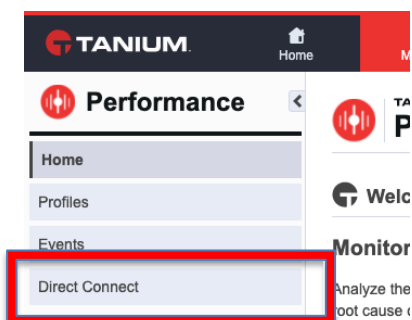 TANIUM
Home
Performance
Home
Profiles
Events
Direct Connect
Welc
Monitor
Analyze the
root cause